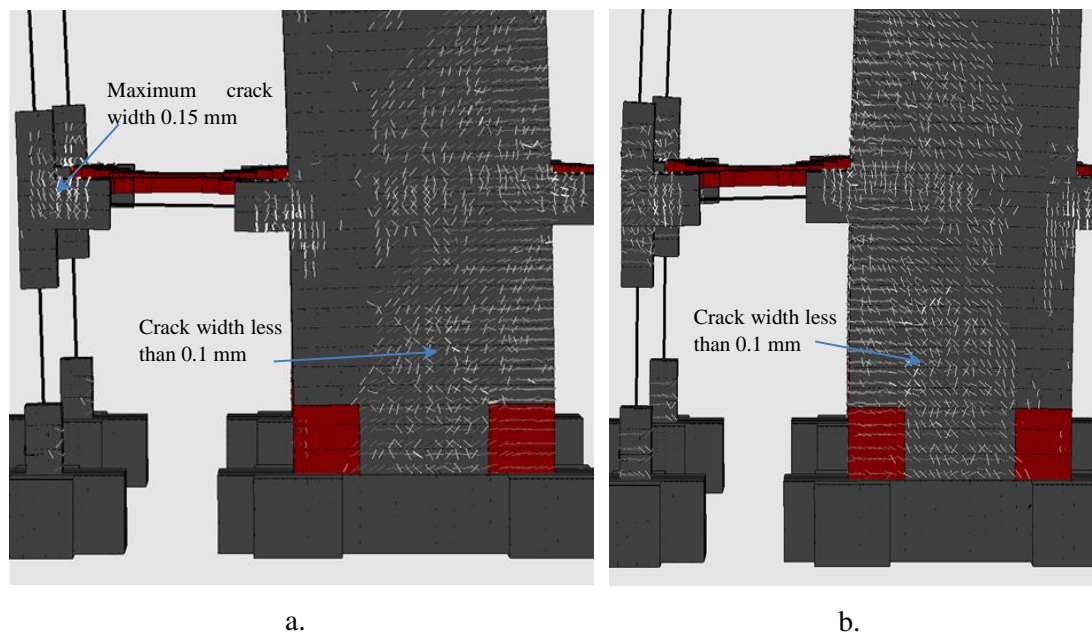 Maximum crack
width 0.15 mm
Crack width less
than 0.1 mm
Crack width less
than 0.1 mm
a.
b.